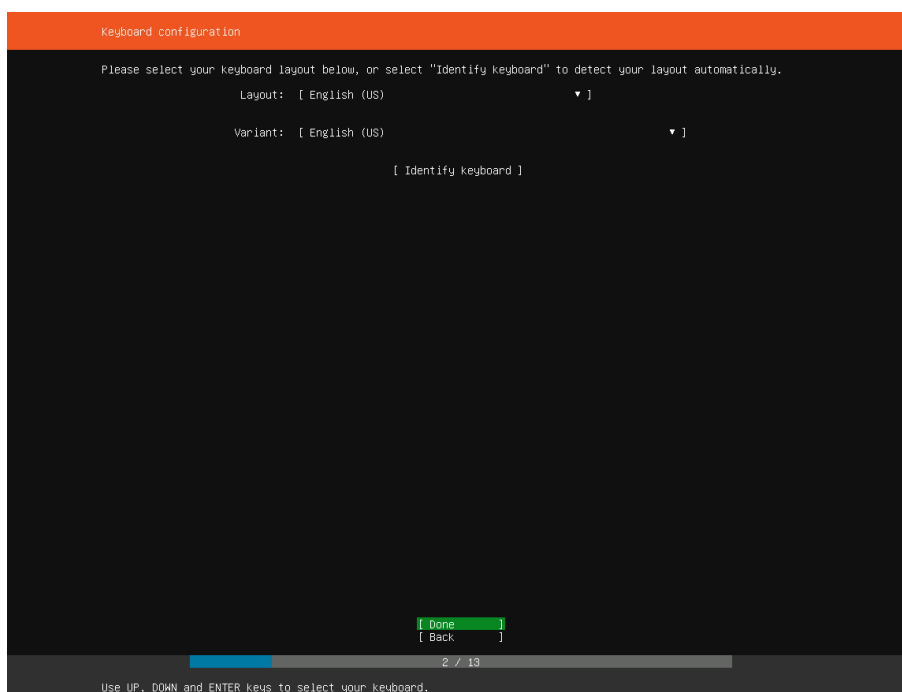 Keyboard configuration
Please select your keyboard layout below, or select "Identify keyboard" to detect your layout automatically.
Layout: [ English (US) ▾ ]
Variant: [ English (US) ▾ ]
[ Identify keyboard ]
[ Done ]
[ Back ]
2 / 13
Use UP, DOWN and ENTER keys to select your keyboard.